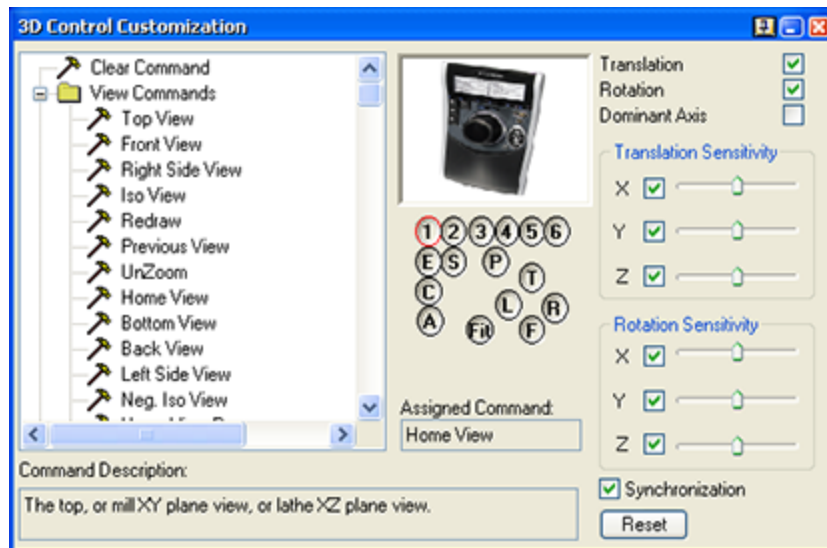 3D Control Customization
Clear Command
View Commands
Top View
Front View
Right Side View
Iso View
Redraw
Previous View
UnZoom
Home View
Bottom View
Back View
Left Side View
Neg. Iso View
1 2 3 4 5 6
E S P
T
C
L R
A Fit F
Assigned Command:
Home View
Translation
Rotation
Dominant Axis
Translation Sensitivity
X
Y
Z
Rotation Sensitivity
X
Y
Z
Synchronization
Reset
Command Description:
The top, or mill XY plane view, or lathe XZ plane view.